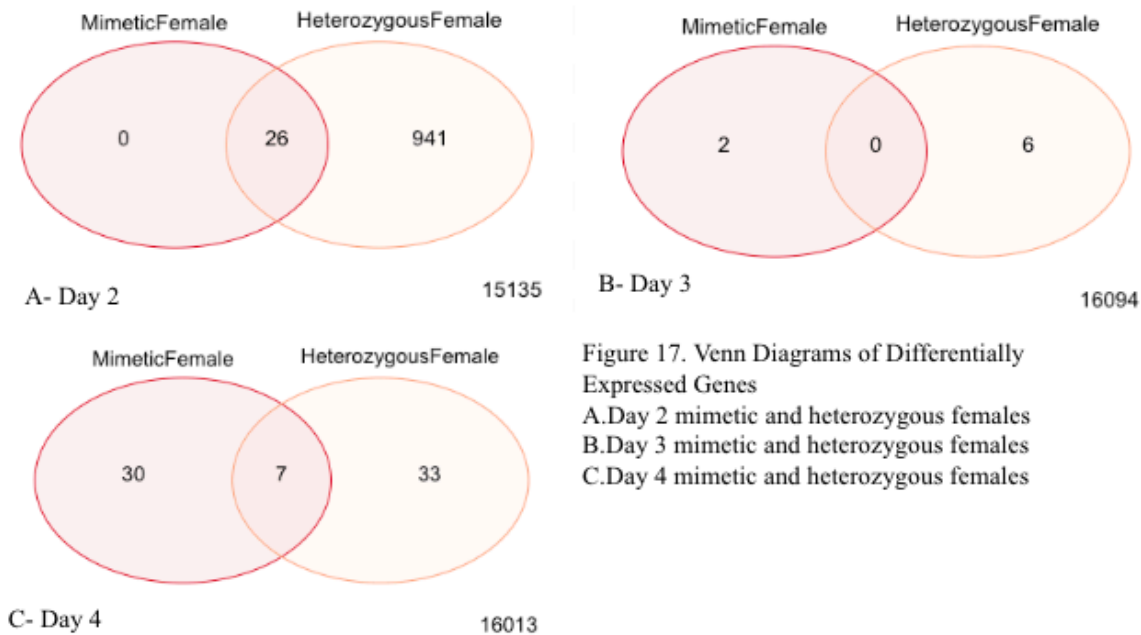 MimeticFemale
HeterozygousFemale
0
26
941
A- Day 2
15135
MimeticFemale
HeterozygousFemale
2
0
6
B- Day 3
16094
MimeticFemale
HeterozygousFemale
30
7
33
C- Day 4
16013
Figure 17. Venn Diagrams of Differentially
Expressed Genes
A.Day 2 mimetic and heterozygous females
B.Day 3 mimetic and heterozygous females
C.Day 4 mimetic and heterozygous females